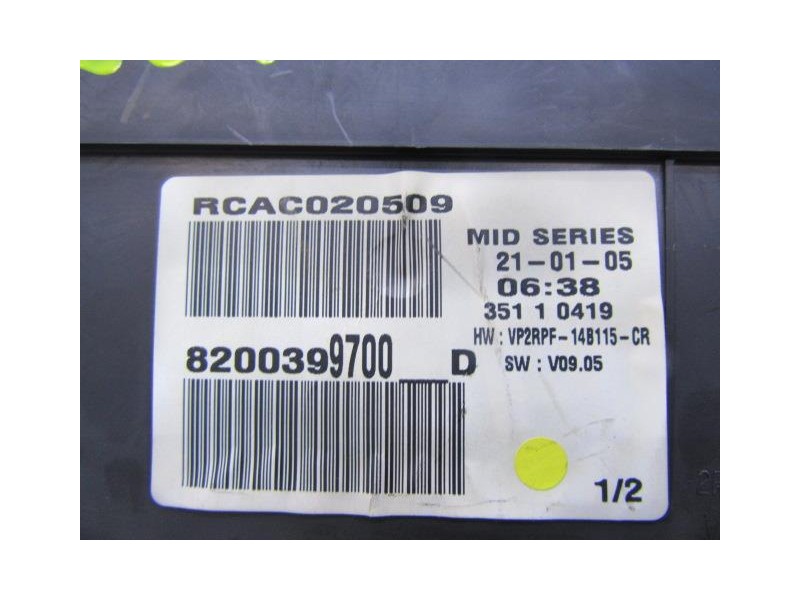 RCAC020509
MID SERIES
21-01-05
06:38
351 1 0419
HW : VP2RPF-14B115-CR
8200399700__D
SW : V09.05
1/2